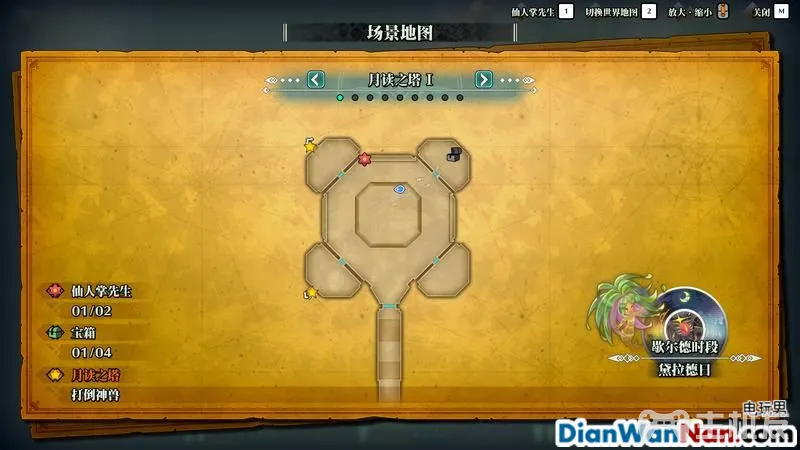 仙人掌先生 1 切换世界地图 2 放大·缩小 关闭 M
场景地图
月读之塔 I
仙人掌先生
01/02
宝箱
01/04
月读之塔
打倒神兽
歇尔德时段
黛拉德日
电玩男
DianWanNan.com